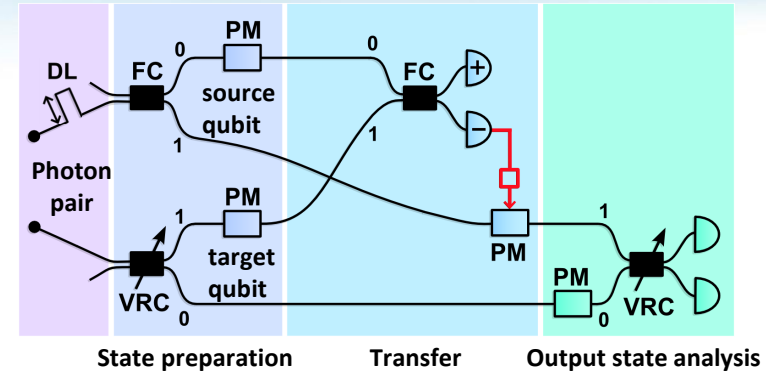 0
PM
0
DL
FC
FC
+
source
qubit
−
1
1
Photon
pair
PM
1
1
target
qubit
PM
PM
VRC
0
0
VRC
State preparation
Transfer
Output state analysis